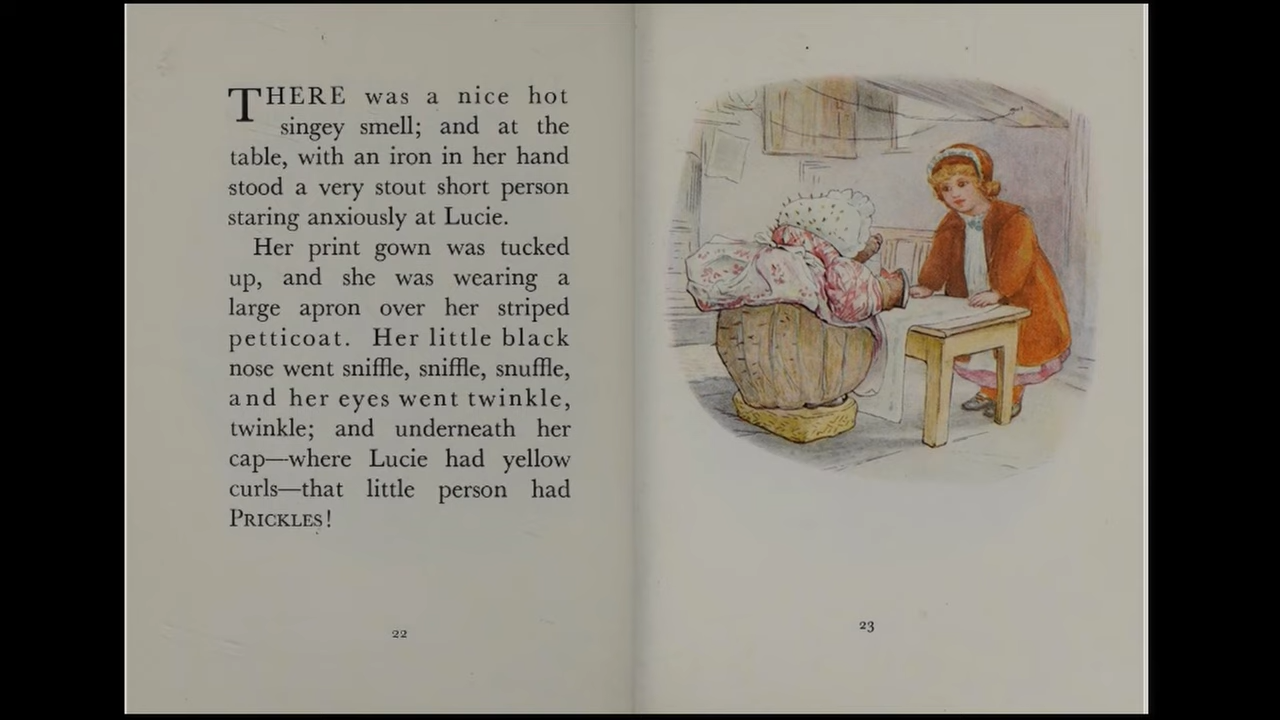 THERE was a nice hot
singey smell; and at the
table, with an iron in her hand
stood a very stout short person
staring anxiously at Lucie.
Her print gown was tucked
up, and she was wearing a
large apron over her striped
petticoat. Her little black
nose went sniffle, sniffle, snuffle,
and her eyes went twinkle,
twinkle; and underneath her
cap—where Lucie had yellow
curls—that little person had
PRICKLES!
22
23